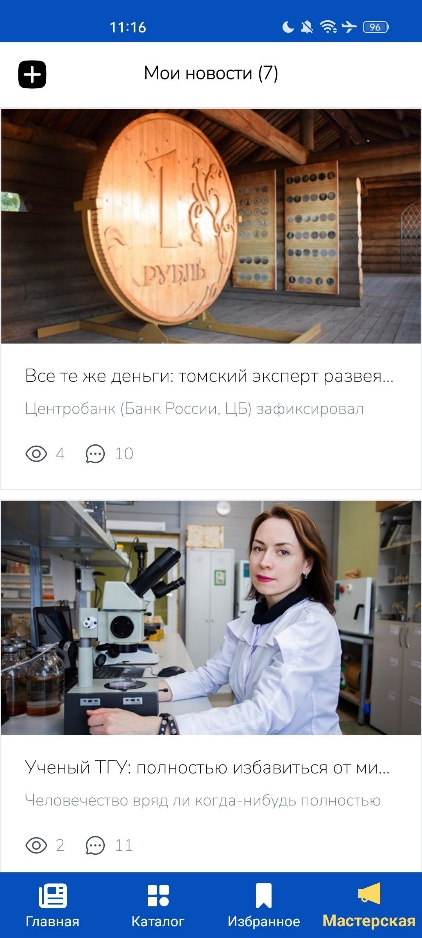 11:16
96
Мои новости (7)
1
РУБЛЬ
Все те же деньги: томский эксперт развея...
Центробанк (Банк России, ЦБ) зафиксировал
4 10
Ученый ТГУ: полностью избавиться от ми...
Человечество вряд ли когда-нибудь полностью
2 11
Главная Каталог Избранное Мастерская